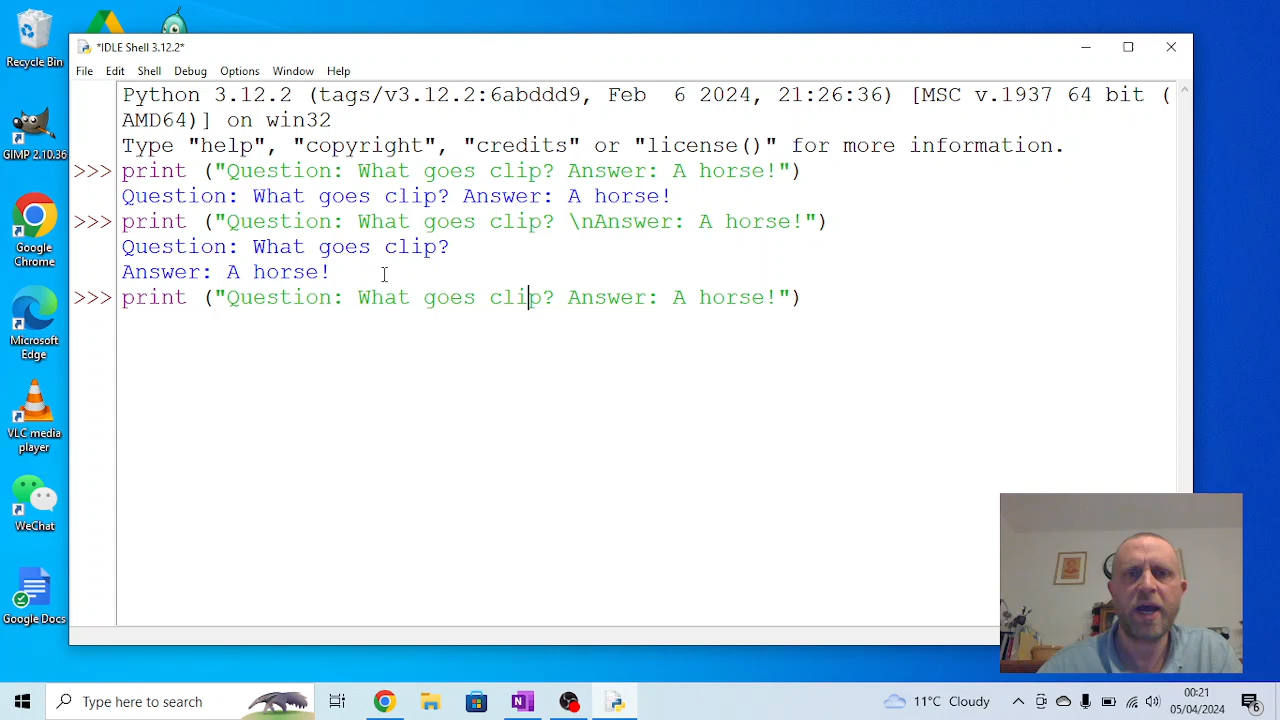 *IDLE Shell 3.12.2*
File Edit Shell Debug Options Window Help
Python 3.12.2 (tags/v3.12.2:6abddd9, Feb  6 2024, 21:26:36) [MSC v.1937 64 bit (
AMD64)] on win32
Type "help", "copyright", "credits" or "license()" for more information.
>>> print ("Question: What goes clip? Answer: A horse!")
Question: What goes clip? Answer: A horse!
>>> print ("Question: What goes clip? \nAnswer: A horse!")
Question: What goes clip?
Answer: A horse!
>>> print ("Question: What goes clip? Answer: A horse!")
Recycle Bin
GIMP 2.10.36
Google
Chrome
Microsoft
Edge
VLC media
player
WeChat
Google Docs
Type here to search
N
11°C Cloudy
00:21
05/04/2024
6